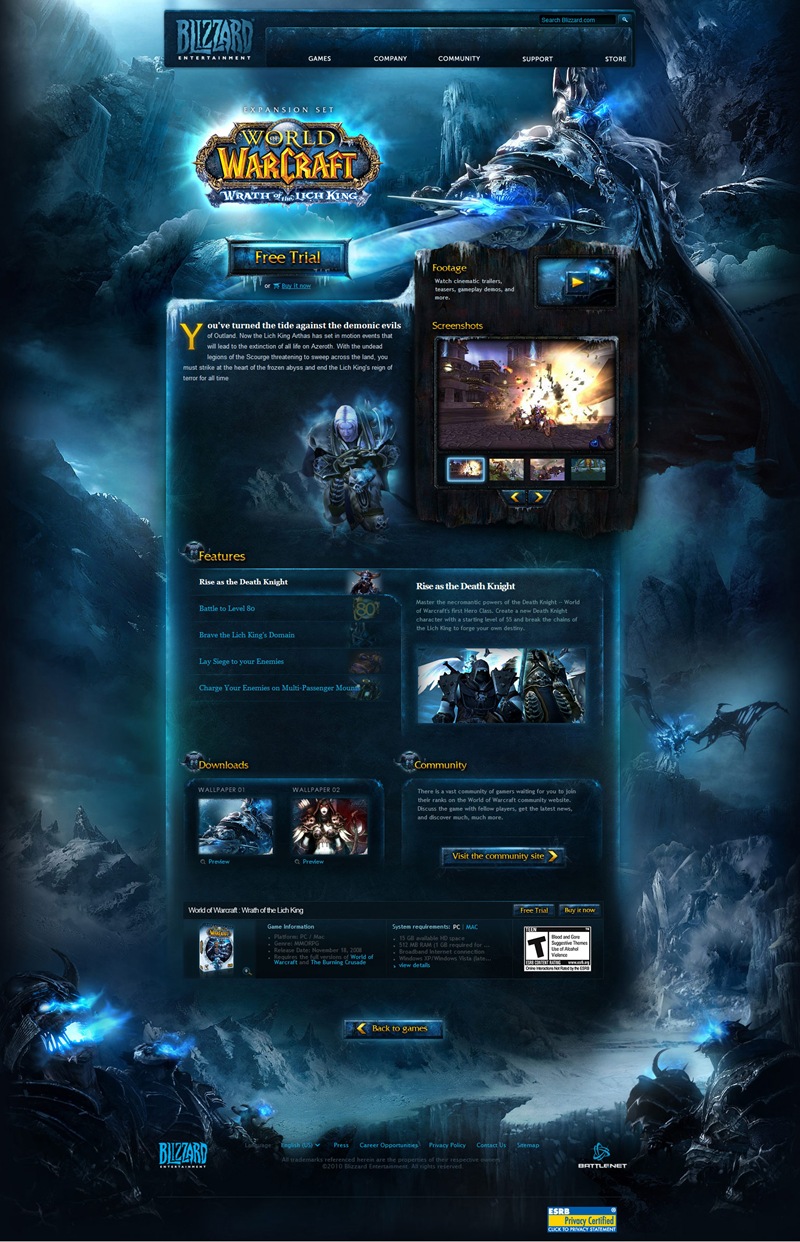 BLIZZARD
ENTERTAINMENT
Search Blizzard.com
GAMES
COMPANY
COMMUNITY
SUPPORT
STORE
EXPANSION SET
WORLD
OF
WARCRAFT
WRATH of the LICH KING
Free Trial
or Buy it now
Footage
Watch cinematic trailers,
teasers, gameplay demos, and
more.
Screenshots
You've turned the tide against the demonic evils
of Outland. Now the Lich King Arthas has set in motion events that
will lead to the extinction of all life on Azeroth. With the undead
legions of the Scourge threatening to sweep across the land, you
must strike at the heart of the frozen abyss and end the Lich King's reign of
terror for all time
Features
Rise as the Death Knight
Battle to Level 80
80
Brave the Lich King's Domain
Lay Siege to your Enemies
Charge Your Enemies on Multi-Passenger Mounts
Rise as the Death Knight
Master the necromantic powers of the Death Knight – World
of Warcraft's first Hero Class. Create a new Death Knight
character with a starting level of 55 and break the chains of
the Lich King to forge your own destiny.
Downloads
WALLPAPER 01
WALLPAPER 02
Preview
Preview
Community
There is a vast community of gamers waiting for you to join
their ranks on the World of Warcraft community website.
Discuss the game with fellow players, get the latest news,
and discover much, much more.
Visit the community site
World of Warcraft : Wrath of the Lich King
Free Trial
Buy it now
Game Information
Platform: PC / Mac
Genre: MMORPG
Release Date: November 18, 2008
Requires the full versions of World of
Warcraft and The Burning Crusade
System requirements: PC | MAC
15 GB available HD space
512 MB RAM (1 GB required for ...
Broadband Internet connection
Windows XP/Windows Vista (late...
view details
TEEN
T
Blood and Gore
Suggestive Themes
Use of Alcohol
Violence
ESRB CONTENT RATING www.esrb.org
Online Interactions Not Rated by the ESRB
Back to games
BLIZZARD
ENTERTAINMENT
Language
English (US)
Press
Career Opportunities
Privacy Policy
Contact Us
Sitemap
All trademarks referenced herein are the properties of their respective owners.
©2010 Blizzard Entertainment. All rights reserved.
BATTLE.NET
ESRB
Privacy Certified
CLICK TO PRIVACY STATEMENT